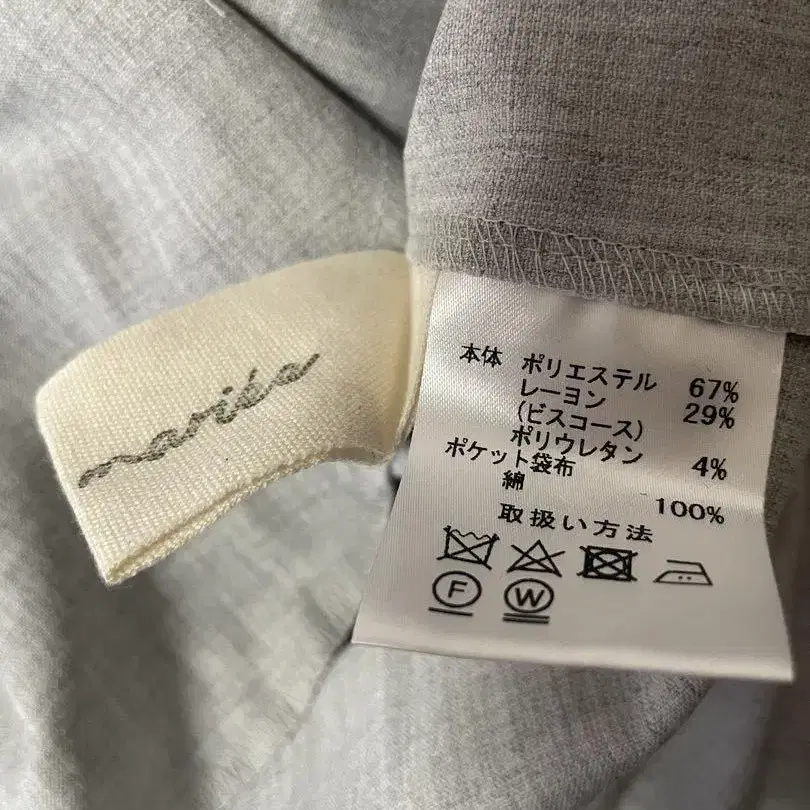 marike
本体 ポリエステル 67%
レーヨン 29%
(ビスコース)
ポリウレタン 4%
ポケット袋布
綿 100%
取扱い方法
F W